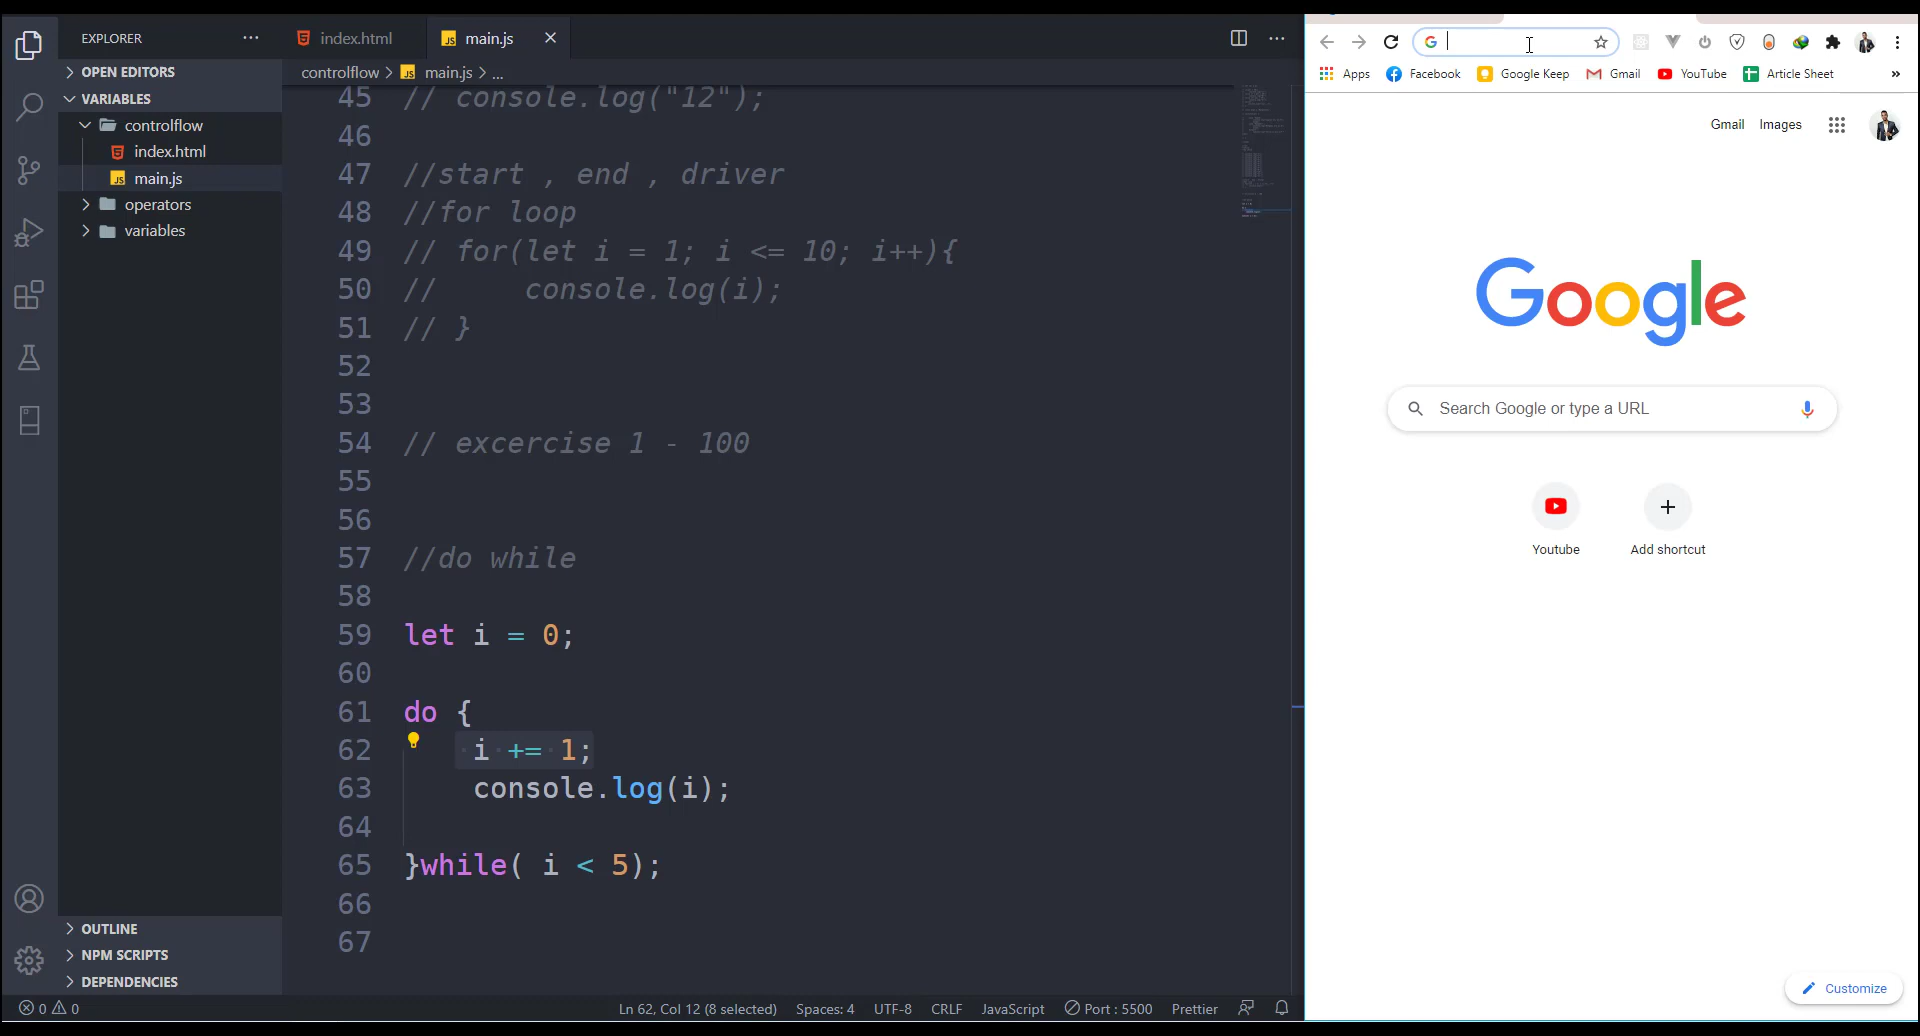 EXPLORER
OPEN EDITORS
VARIABLES
controlflow
index.html
main.js
operators
variables
OUTLINE
NPM SCRIPTS
DEPENDENCIES
index.html
JS main.js
controlflow > JS main.js > ...
45 // console.log("12");
46
47 //start , end , driver
48 //for loop
49 // for(let i = 1; i <= 10; i++){
50 //     console.log(i);
51 // }
52
53
54 // excercise 1 - 100
55
56
57 //do while
58
59 let i = 0;
60
61 do {
62     i += 1;
63     console.log(i);
64
65 }while( i < 5);
66
67
0 0
Ln 62, Col 12 (8 selected) Spaces: 4 UTF-8 CRLF JavaScript Port : 5500 Prettier
Apps Facebook Google Keep Gmail YouTube Article Sheet »
Gmail Images
Google
Search Google or type a URL
Youtube Add shortcut
Customize